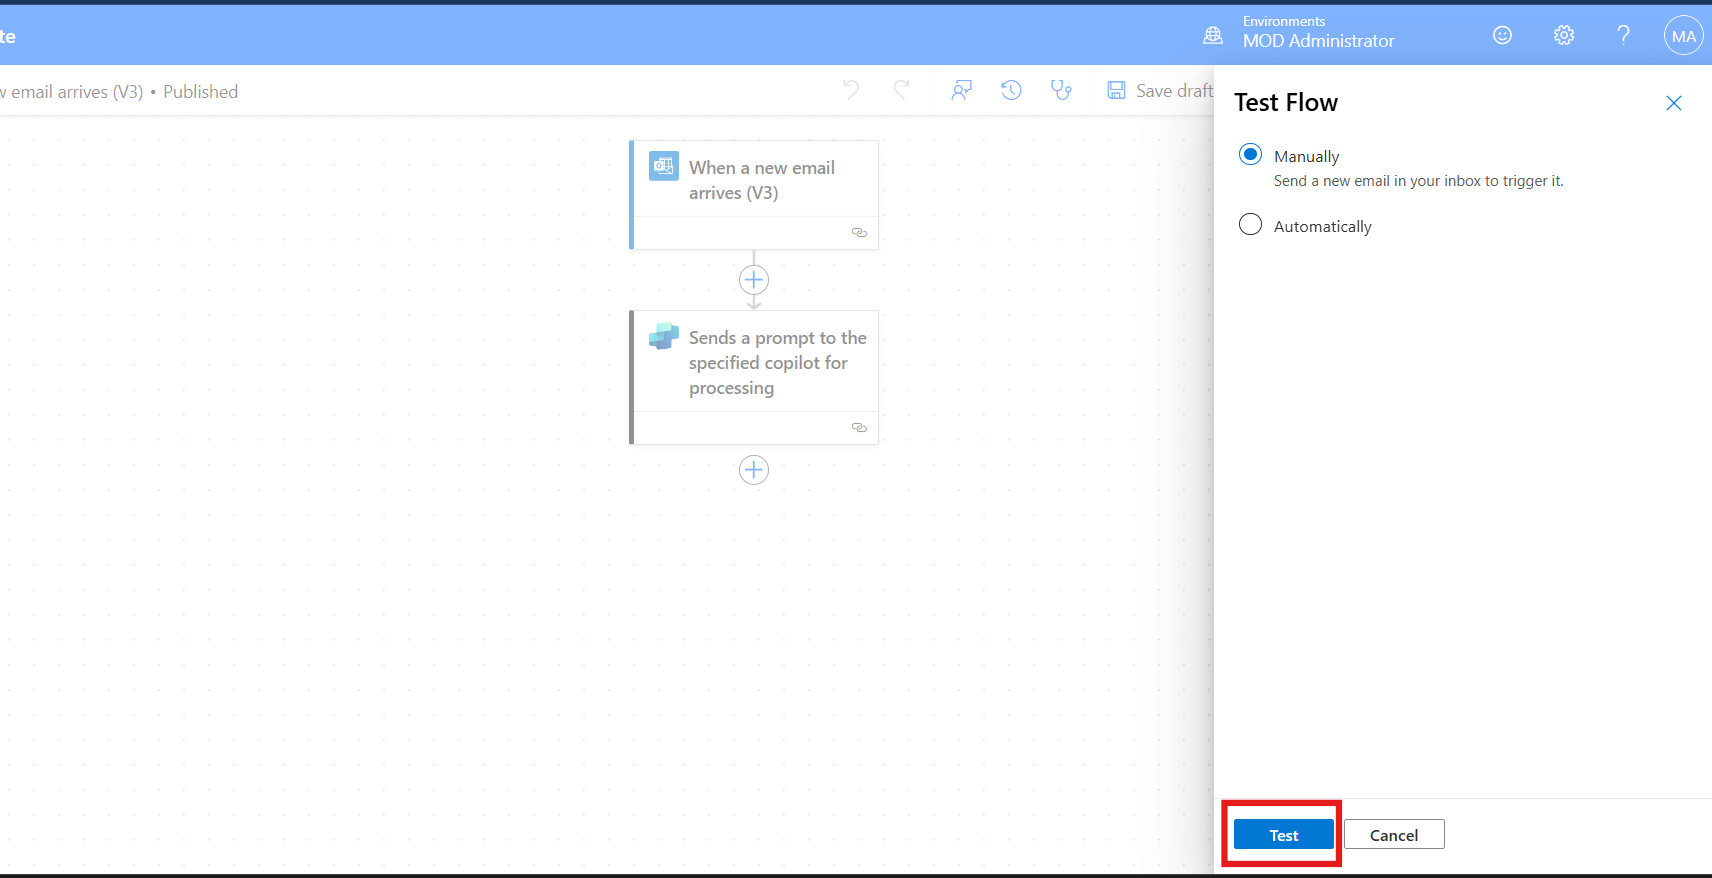 te
Environments
MOD Administrator
MA
w email arrives (V3) • Published
Save draft
Test Flow
Manually
Send a new email in your inbox to trigger it.
Automatically
When a new email
arrives (V3)
Sends a prompt to the
specified copilot for
processing
Test
Cancel